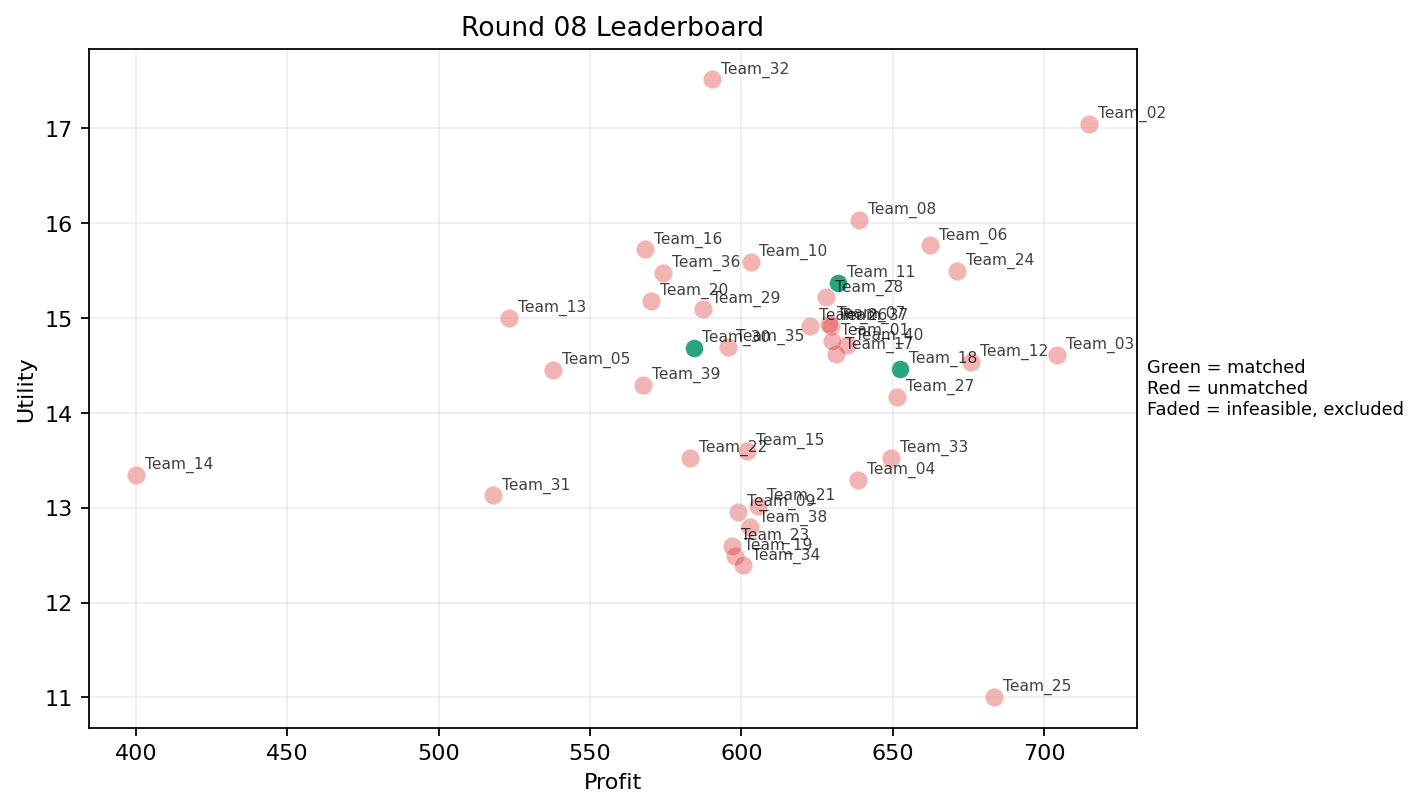 Round 08 Leaderboard
Team_32
Team_02
Team_08
Team_06
Team_16
Team_10
Team_24
Team_36
Team_11
Team_28
Team_20
Team_29
Team_13
Team_07
Team_37
Team_01
Team_40
Team_30
Team_35
Team_17
Team_03
Team_12
Team_18
Team_05
Team_39
Team_27
Team_15
Team_22
Team_33
Team_14
Team_04
Team_31
Team_21
Team_09
Team_38
Team_23
Team_19
Team_34
Team_25
Green = matched
Red = unmatched
Faded = infeasible, excluded
17
16
15
14
13
12
11
Utility
400 450 500 550 600 650 700
Profit